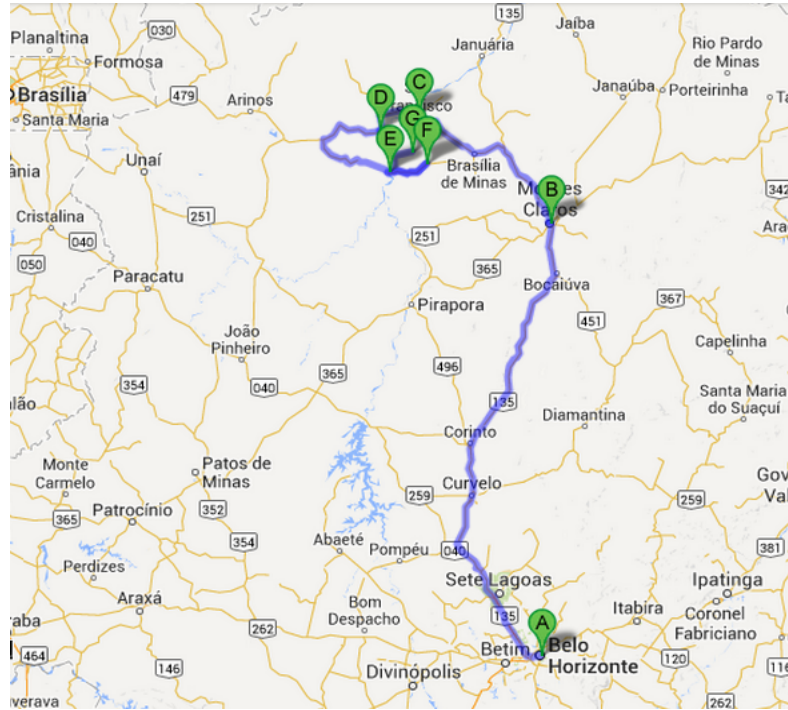 135
Jaíba
030
Planaltina
Formosa
Januária
Rio Pardo
de Minas
C
D
Brasília
479
Arinos
Janaúba
Porteirinha
Santa Maria
G
F
E
Brasília
de Minas
Unaí
B
Claros
342
Cristalina
251
040
251
050
365
Bocaiúva
Paracatu
367
Pirapora
451
João
Pinheiro
Capelinha
496
365
354
040
135
Santa Maria
do Suaçuí
Diamantina
Corinto
Monte
Carmelo
Patos de
Minas
Curvelo
259
259
365
352
Patrocínio
354
Abaeté
040
Pompéu
381
Perdizes
Sete Lagoas
Ipatinga
Araxá
135
Itabira
Coronel
Fabriciano
Bom
Despacho
A
262
Betim
Belo
Horizonte
464
146
Divinópolis
120
116
262